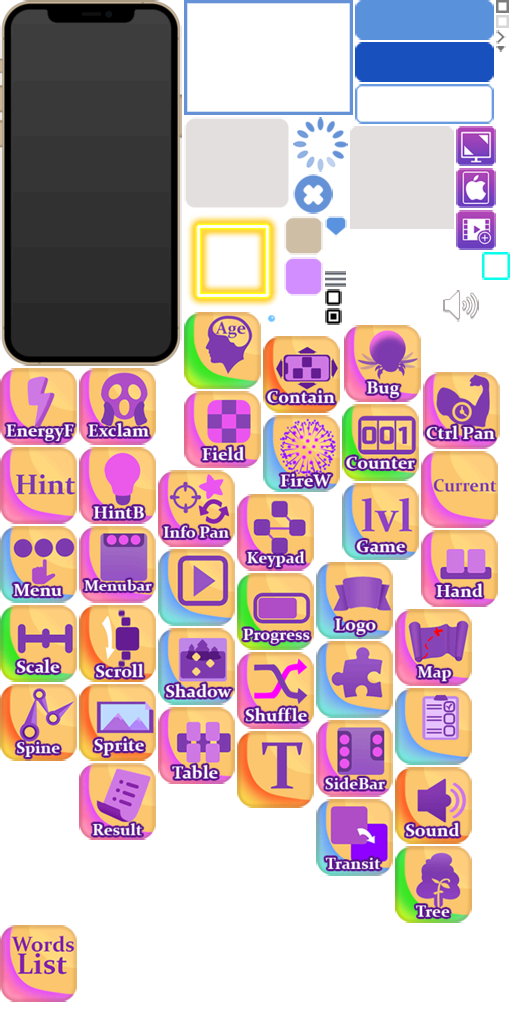 Age
Contain
Bug
EnergyF
Exclam
Field
FireW
001
Counter
Ctrl Pan
Hint
HintB
Info Pan
Keypad
lvl
Game
Current
Menu
Menubar
Progress
Logo
Hand
Scale
Scroll
Shadow
Shuffle
Map
Spine
Sprite
Table
T
SideBar
Result
Transit
Sound
Tree
Words
List